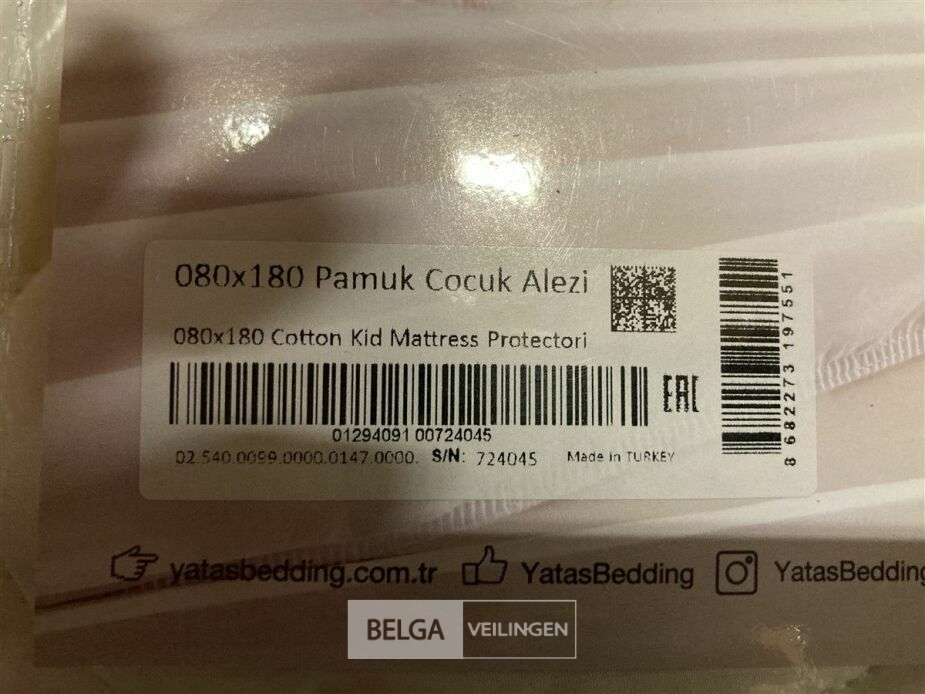 080x180 Pamuk Cocuk Alezi
080x180 Cotton Kid Mattress Protectori
EAC
01294091 00724045
02.540.0099.0000.0147.0000. S/N: 724045 Made in TURKEY
8 682273 197551
yatasbedding.com.tr YatasBedding YatasBedding
BELGA VEILINGEN